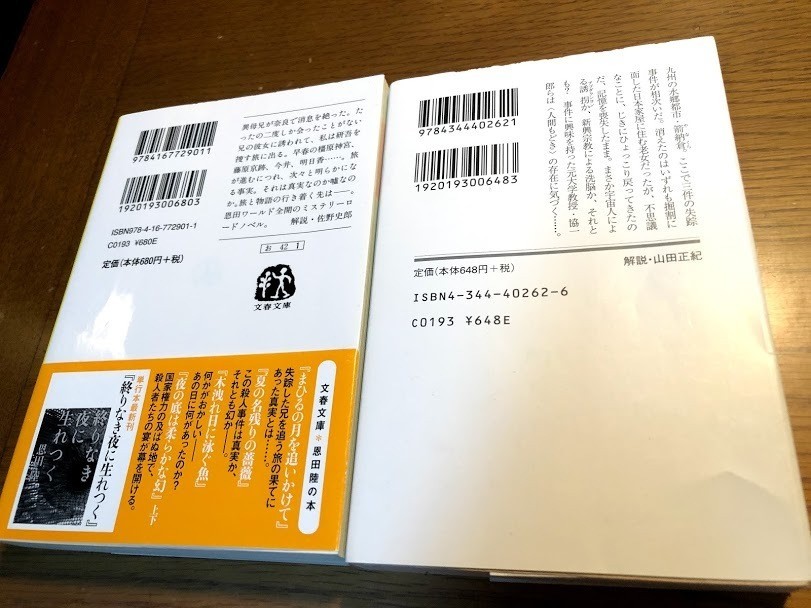 9784167729011
1920193006803
ISBN978-4-16-772901-1
C0193 ¥680E
定価(本体680円+税)
異母兄が奈良で消息を絶った。た
ったの二度しか会ったことがない
兄の彼女に誘われて、私は研吾を
捜す旅に出る。早春の橿原神宮、
藤原京跡、今井、明日香……。旅
が進むにつれ、次々と明らかにな
る事実。それは真実なのか嘘なの
か。旅と物語の行き着く先は――。
恩田ワールド全開のミステリーロ
ードノベル。 解説・佐野史郎
お 42 1
文春文庫
文春文庫*恩田陸の本
『まひるの月を追いかけて』
失踪した兄を追う旅の果てに
あった真実とは……。
『夏の名残りの薔薇』
この殺人事件は真実か、
それとも幻か――。
『木洩れ日に泳ぐ魚』
何かがおかしい――
あの日に何があったのか?
『夜の底は柔らかな幻』上下
国家権力の及ばぬ地で、
殺人者たちの宴が幕を開ける。
単行本最新刊
『終りなき夜に生れつく』
終りなき
夜に
生れつく
恩田陸
9784344402621
1920193006483
九州の水郷都市・箭納倉。ここで三件の失踪
事件が相次いだ。消えたのはいずれも掘割に
面した日本家屋に住む老女だったが、不思議
なことに、じきにひょっこり戻ってきたの
だ、記憶を喪失したまま。まさか宇宙人によ
る誘拐か、新興宗教による洗脳か、それと
も? 事件に興味を持った元大学教授・協一
郎らは〈人間もどき〉の存在に気づく……。
解説・山田正紀
定価(本体648円+税)
ISBN4-344-40262-6
C0193 ¥648E